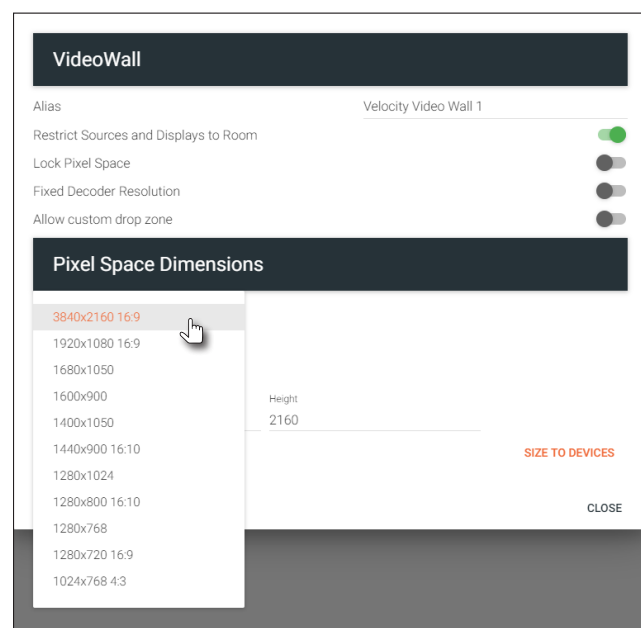 VideoWall
Alias Velocity Video Wall 1
Restrict Sources and Displays to Room
Lock Pixel Space
Fixed Decoder Resolution
Allow custom drop zone
Pixel Space Dimensions
3840x2160 16:9
1920x1080 16:9
1680x1050
1600x900
Height
1400x1050 2160
1440x900 16:10
SIZE TO DEVICES
1280x1024
1280x800 16:10
CLOSE
1280x768
1280x720 16:9
1024x768 4:3